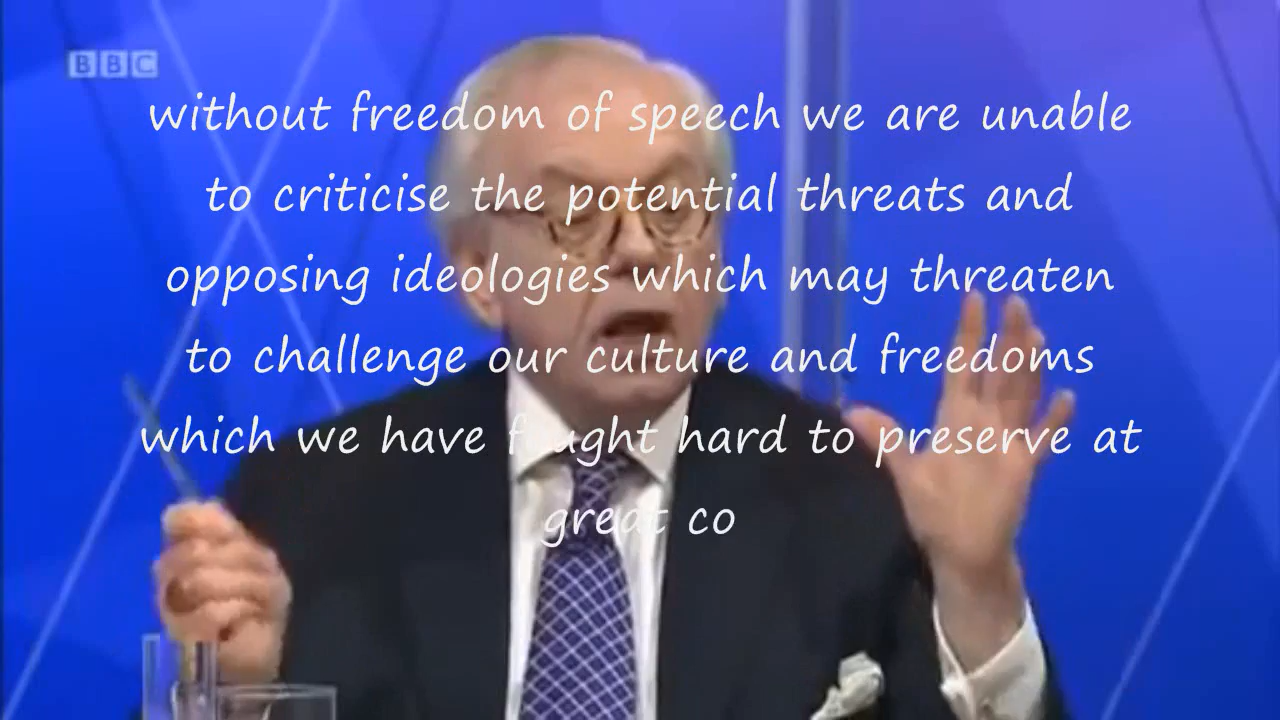 BBC
without freedom of speech we are unable
to criticise the potential threats and
opposing ideologies which may threaten
to challenge our culture and freedoms
which we have fought hard to preserve at
great co